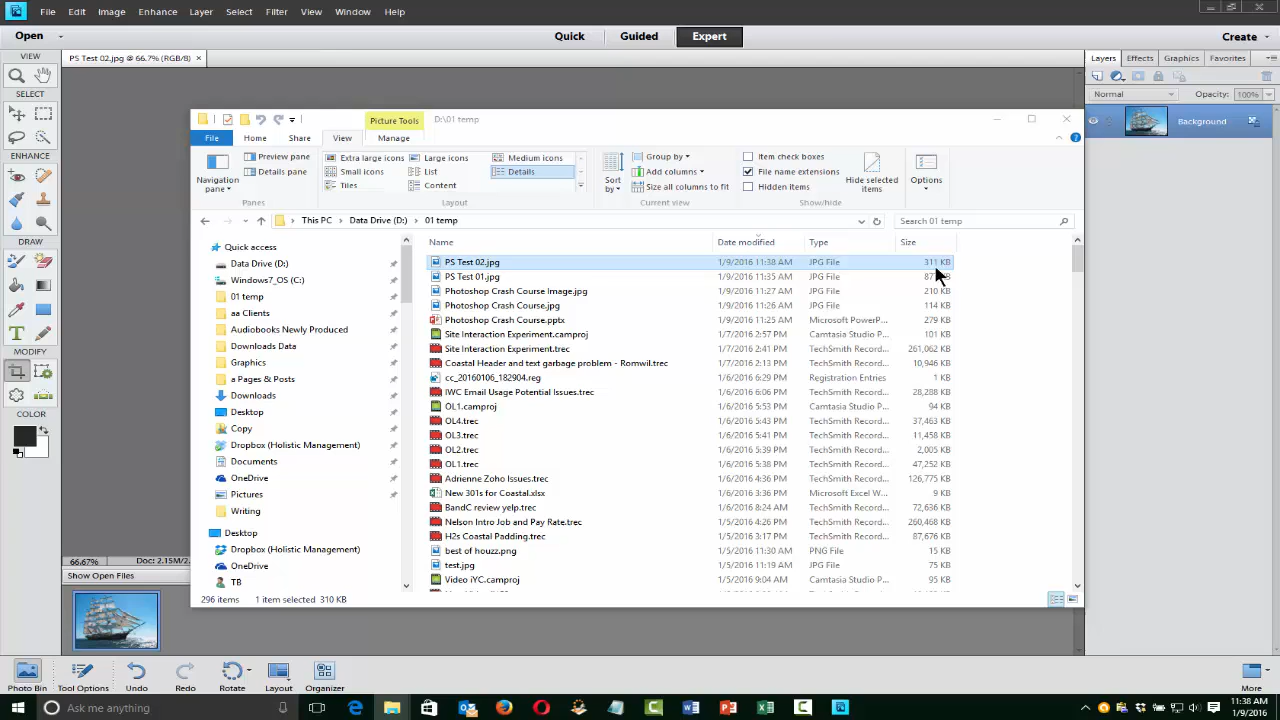 File Edit Image Enhance Layer Select Filter View Window Help
Open Quick Guided Expert Create
VIEW PS Test 02.jpg @ 66.7% (RGB/8) × Layers Effects Graphics Favorites
SELECT
Normal Opacity: 100%
Background
ENHANCE
DRAW
MODIFY
COLOR
Picture Tools D:\01 temp
File Home Share View Manage
Navigation pane
Preview pane
Details pane
Panes
Extra large icons Large icons Medium icons
Small icons List Details
Tiles Content
Layout
Sort by
Group by
Add columns
Size all columns to fit
Current view
Item check boxes
File name extensions
Hidden items
Hide selected items
Show/hide
Options
This PC Data Drive (D:) 01 temp Search 01 temp
Quick access
Data Drive (D:)
Windows7_OS (C:)
01 temp
aa Clients
Audiobooks Newly Produced
Downloads Data
Graphics
a Pages & Posts
Downloads
Desktop
Copy
Dropbox (Holistic Management)
Documents
OneDrive
Pictures
Writing
Desktop
Dropbox (Holistic Management)
OneDrive
TB
Name Date modified Type Size
PS Test 02.jpg 1/9/2016 11:38 AM JPG File 311 KB
PS Test 01.jpg 1/9/2016 11:35 AM JPG File
Photoshop Crash Course Image.jpg 1/9/2016 11:27 AM JPG File 210 KB
Photoshop Crash Course.jpg 1/9/2016 11:26 AM JPG File 114 KB
Photoshop Crash Course.pptx 1/9/2016 11:25 AM Microsoft PowerP... 279 KB
Site Interaction Experiment.camproj 1/7/2016 2:57 PM Camtasia Studio P... 101 KB
Site Interaction Experiment.trec 1/7/2016 2:41 PM TechSmith Record... 261,062 KB
Coastal Header and text garbage problem - Romwil.trec 1/7/2016 2:13 PM TechSmith Record... 10,946 KB
cc_20160106_182904.reg 1/6/2016 6:29 PM Registration Entries 1 KB
IWC Email Usage Potential Issues.trec 1/6/2016 6:06 PM TechSmith Record... 28,288 KB
OL1.camproj 1/6/2016 5:53 PM Camtasia Studio P... 94 KB
OL4.trec 1/6/2016 5:43 PM TechSmith Record... 37,463 KB
OL3.trec 1/6/2016 5:41 PM TechSmith Record... 11,458 KB
OL2.trec 1/6/2016 5:39 PM TechSmith Record... 2,005 KB
OL1.trec 1/6/2016 5:38 PM TechSmith Record... 47,252 KB
Adrienne Zoho Issues.trec 1/6/2016 4:36 PM TechSmith Record... 126,775 KB
New 301s for Coastal.xlsx 1/6/2016 3:36 PM Microsoft Excel W... 9 KB
BandC review yelp.trec 1/6/2016 8:24 AM TechSmith Record... 72,636 KB
Nelson Intro Job and Pay Rate.trec 1/5/2016 4:26 PM TechSmith Record... 260,468 KB
H2s Coastal Padding.trec 1/5/2016 3:17 PM TechSmith Record... 87,676 KB
best of houzz.png 1/5/2016 11:30 AM PNG File 15 KB
test.jpg 1/5/2016 11:19 AM JPG File 75 KB
Video iYC.camproj 1/5/2016 9:04 AM Camtasia Studio P... 95 KB
296 items 1 item selected 310 KB
66.67% Doc: 2.15M/2.
Show Open Files
Photo Bin Tool Options Undo Redo Rotate Layout Organizer More
Ask me anything
11:38 AM
1/9/2016